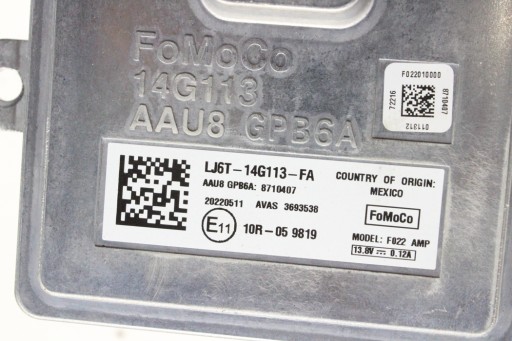 FoMoCo
14G113
AAU8 GPB6A
F022010000
72216
8710407
011312
LJ6T-14G113-FA
AAU8 GPB6A: 8710407
20220511 AVAS 3693538
E11
10R-05 9819
COUNTRY OF ORIGIN:
MEXICO
FoMoCo
MODEL: F022 AMP
13.8V⎓ 0.12A